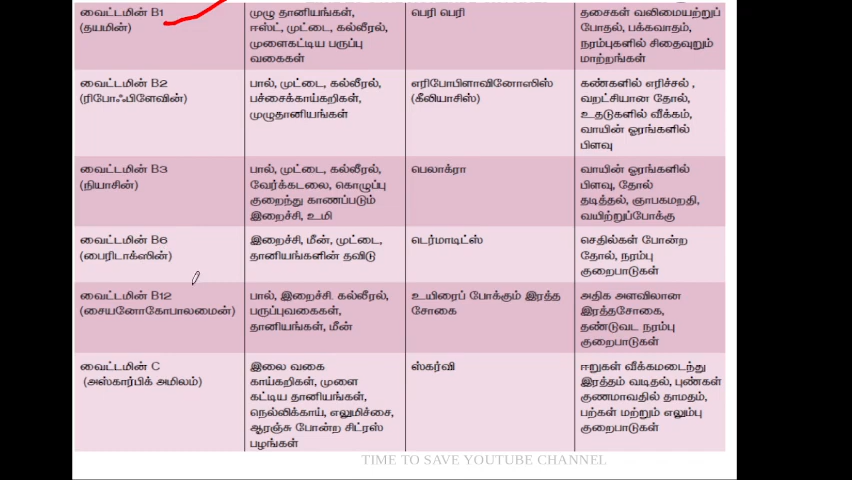 வைட்டமின் B1
(தயமின்)
முழு தானியங்கள்,
ஈஸ்ட், முட்டை, கல்லீரல்,
முளைகட்டிய பருப்பு
வகைகள்
பெரி பெரி
தசைகள் வலிமையற்றுப்
போதல், பக்கவாதம்,
நரம்புகளில் சிதைவுறும்
மாற்றங்கள்
வைட்டமின் B2
(ரிபோஃபிளேவின்)
பால், முட்டை, கல்லீரல்,
பச்சைக்காய்கறிகள்,
முழுதானியங்கள்
எரிபோபிளாவினோஸிஸ்
(கீலியாசிஸ்)
கண்களில் எரிச்சல் ,
வறட்சியான தோல்,
உதடுகளில் வீக்கம்,
வாயின் ஓரங்களில்
பிளவு
வைட்டமின் B3
(நியாசின்)
பால், முட்டை, கல்லீரல்,
வேர்க்கடலை, கொழுப்பு
குறைந்து காணப்படும்
இறைச்சி, உமி
பெலாக்ரா
வாயின் ஓரங்களில்
பிளவு, தோல்
தடித்தல், ஞாபகமறதி,
வயிற்றுப்போக்கு
வைட்டமின் B6
(பைரிடாக்ஸின்)
இறைச்சி, மீன், முட்டை,
தானியங்களின் தவிடு
டெர்மாடிட்ஸ்
செதில்கள் போன்ற
தோல், நரம்பு
குறைபாடுகள்
வைட்டமின் B12
(சையனோகோபாலமைன்)
பால், இறைச்சி. கல்லீரல்,
பருப்புவகைகள்,
தானியங்கள், மீன்
உயிரைப் போக்கும் இரத்த
சோகை
அதிக அளவிலான
இரத்தசோகை,
தண்டுவட நரம்பு
குறைபாடுகள்
வைட்டமின் C
(அஸ்கார்பிக் அமிலம்)
இலை வகை
காய்கறிகள், முளை
கட்டிய தானியங்கள்,
நெல்லிக்காய், எலுமிச்சை,
ஆரஞ்சு போன்ற சிட்ரஸ்
பழங்கள்
ஸ்கர்வி
ஈறுகள் வீக்கமடைந்து
இரத்தம் வடிதல், புண்கள்
குணமாவதில் தாமதம்,
பற்கள் மற்றும் எலும்பு
குறைபாடுகள்
TIME TO SAVE YOUTUBE CHANNEL